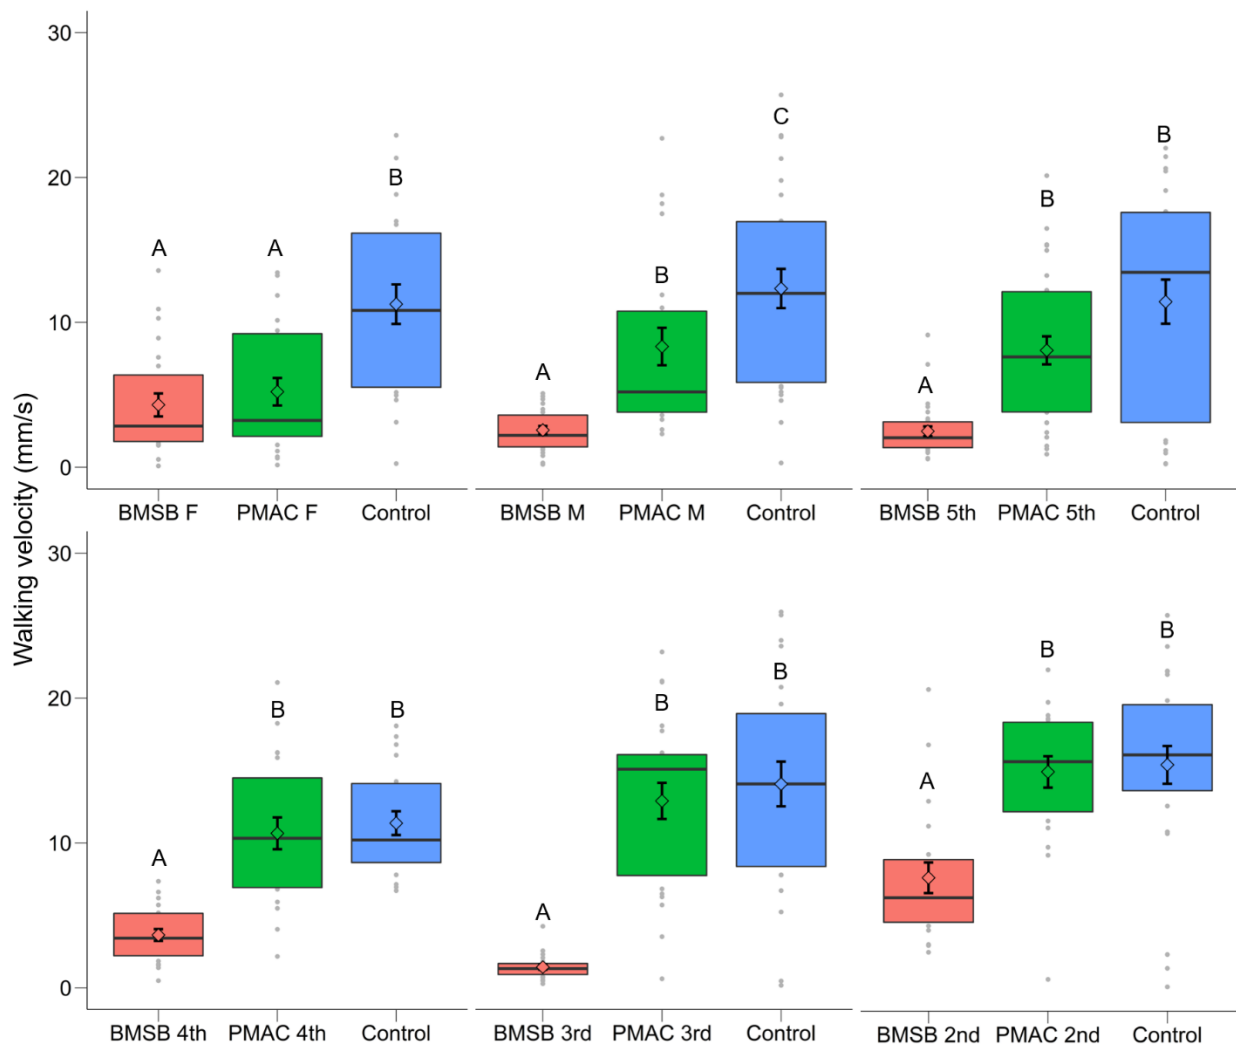 Walking velocity (mm/s)
30
20
10
0
A
A
B
A
B
C
A
B
B
BMSB F
PMAC F
Control
BMSB M
PMAC M
Control
BMSB 5th
PMAC 5th
Control
30
20
10
0
A
B
B
A
B
B
A
B
B
BMSB 4th
PMAC 4th
Control
BMSB 3rd
PMAC 3rd
Control
BMSB 2nd
PMAC 2nd
Control